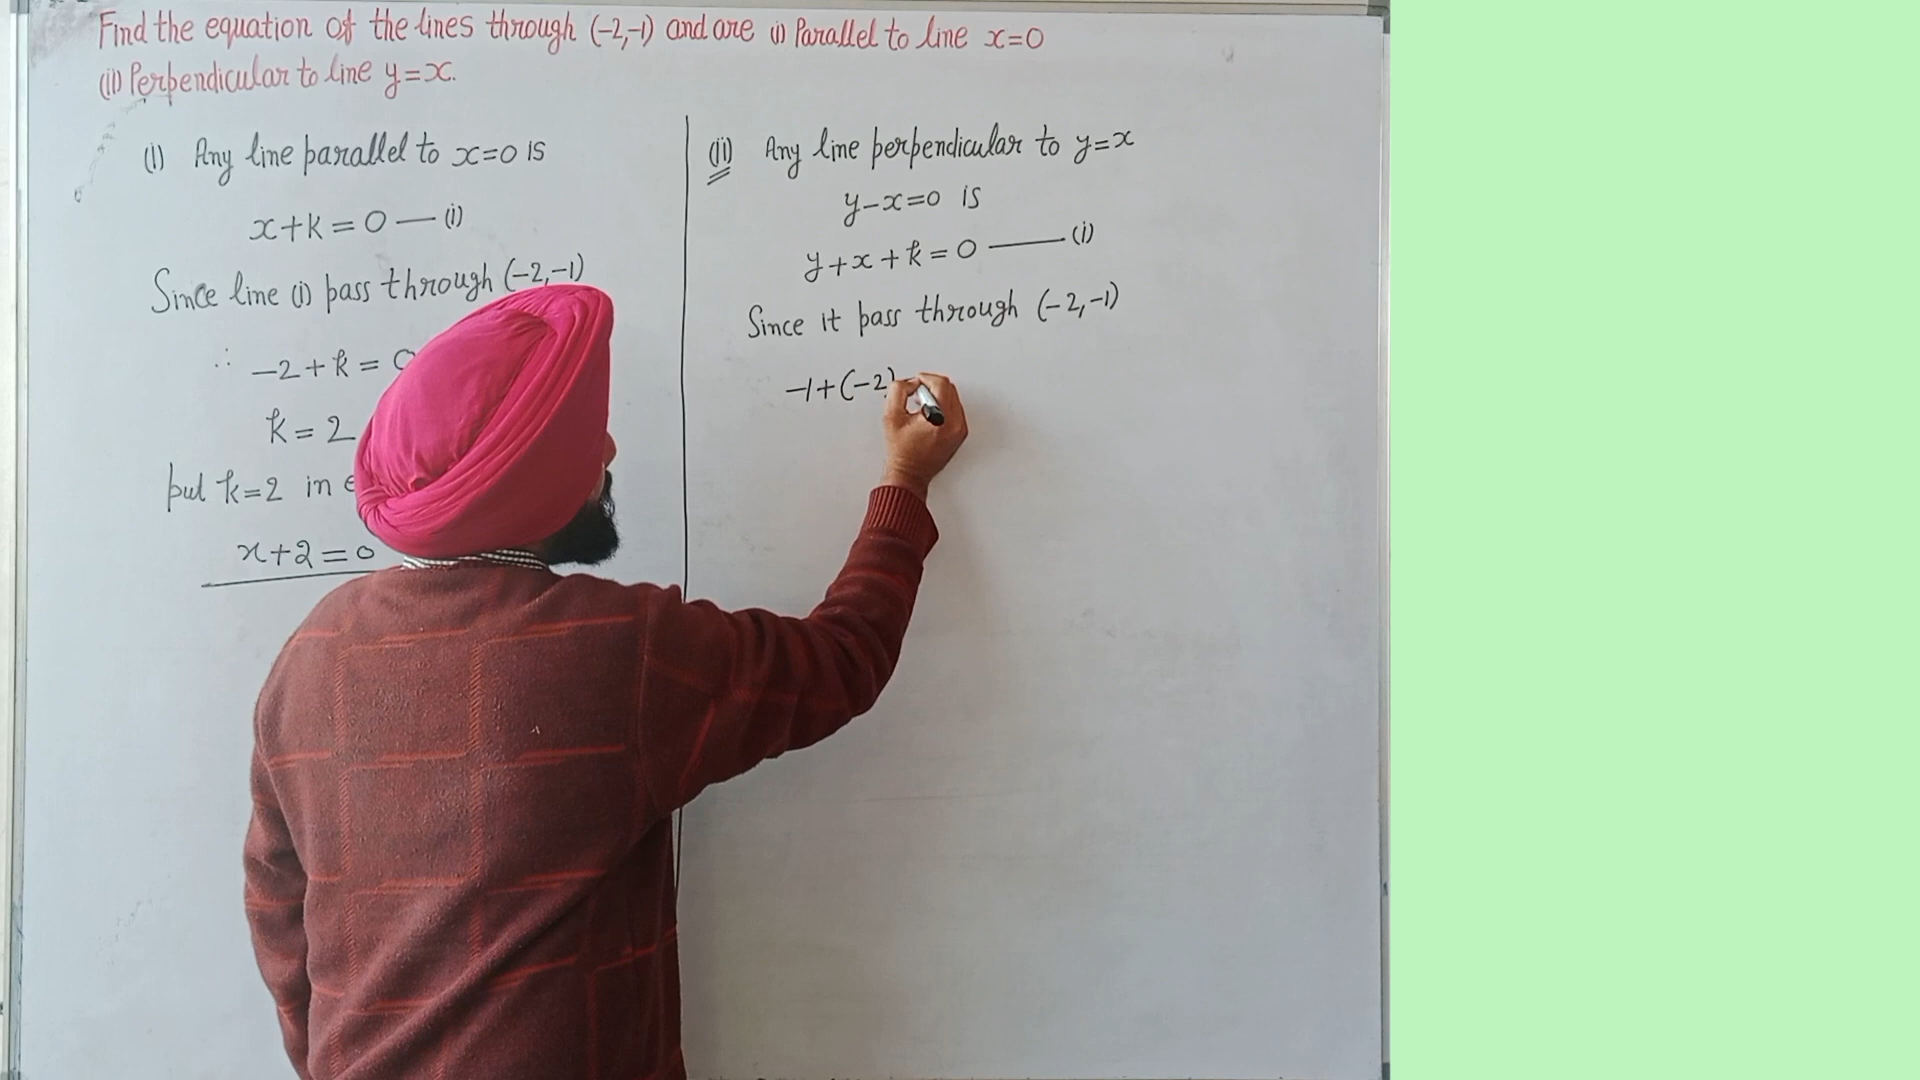 Find the equation of the lines through (-2,-1) and are (i) Parallel to line x=0
(ii) Perpendicular to line y=x.
(i) Any line parallel to x=0 is
x+k=0 — (i)
Since line (i) pass through (-2,-1)
∴ -2+k=0
k=2
put k=2 in
x+2=0
(ii) Any line perpendicular to y=x
y-x=0 is
y+x+k=0 — (i)
Since it pass through (-2,-1)
-1+(-2)